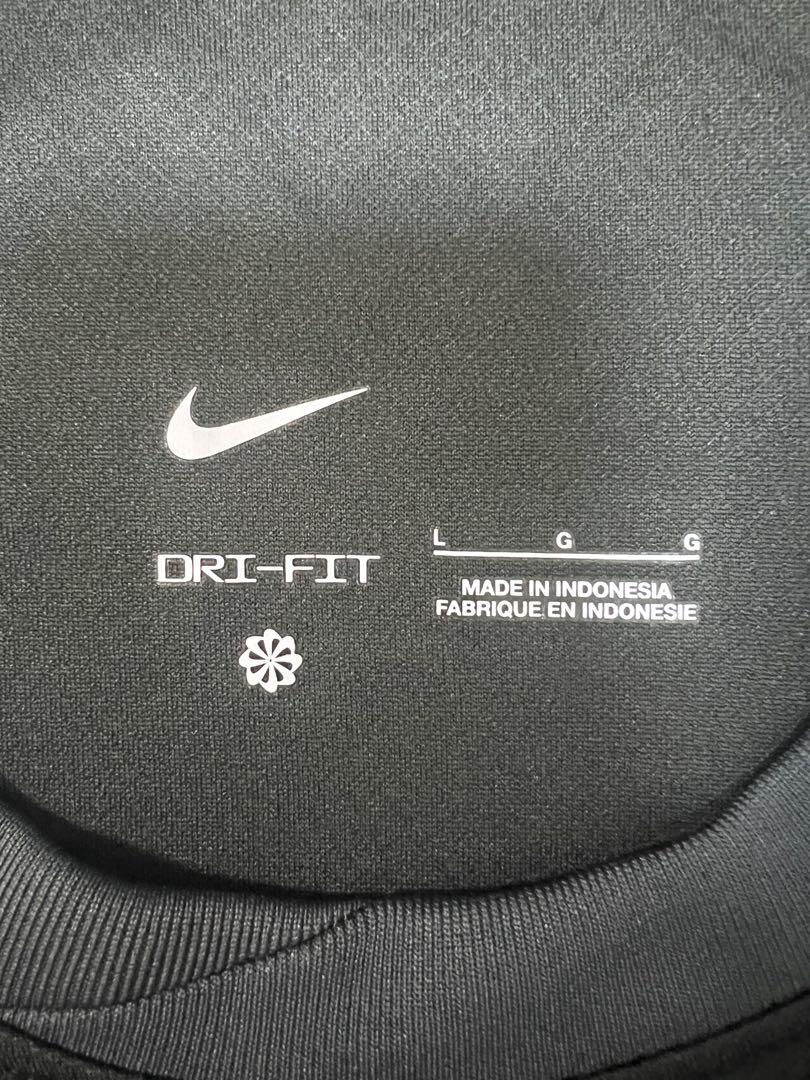 DRI-FIT
L G G
MADE IN INDONESIA
FABRIQUE EN INDONESIE